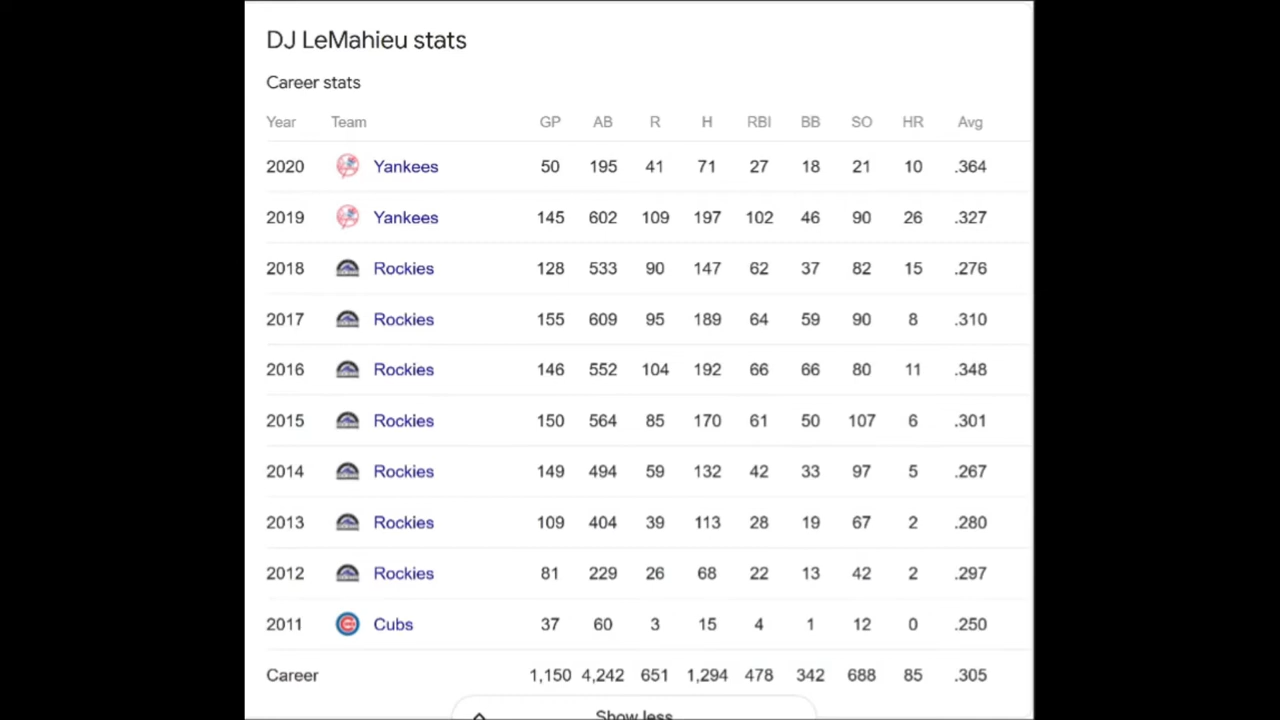 DJ LeMahieu stats
Career stats
Year Team GP AB R H RBI BB SO HR Avg
2020 Yankees 50 195 41 71 27 18 21 10 .364
2019 Yankees 145 602 109 197 102 46 90 26 .327
2018 Rockies 128 533 90 147 62 37 82 15 .276
2017 Rockies 155 609 95 189 64 59 90 8 .310
2016 Rockies 146 552 104 192 66 66 80 11 .348
2015 Rockies 150 564 85 170 61 50 107 6 .301
2014 Rockies 149 494 59 132 42 33 97 5 .267
2013 Rockies 109 404 39 113 28 19 67 2 .280
2012 Rockies 81 229 26 68 22 13 42 2 .297
2011 Cubs 37 60 3 15 4 1 12 0 .250
Career 1,150 4,242 651 1,294 478 342 688 85 .305
Show less